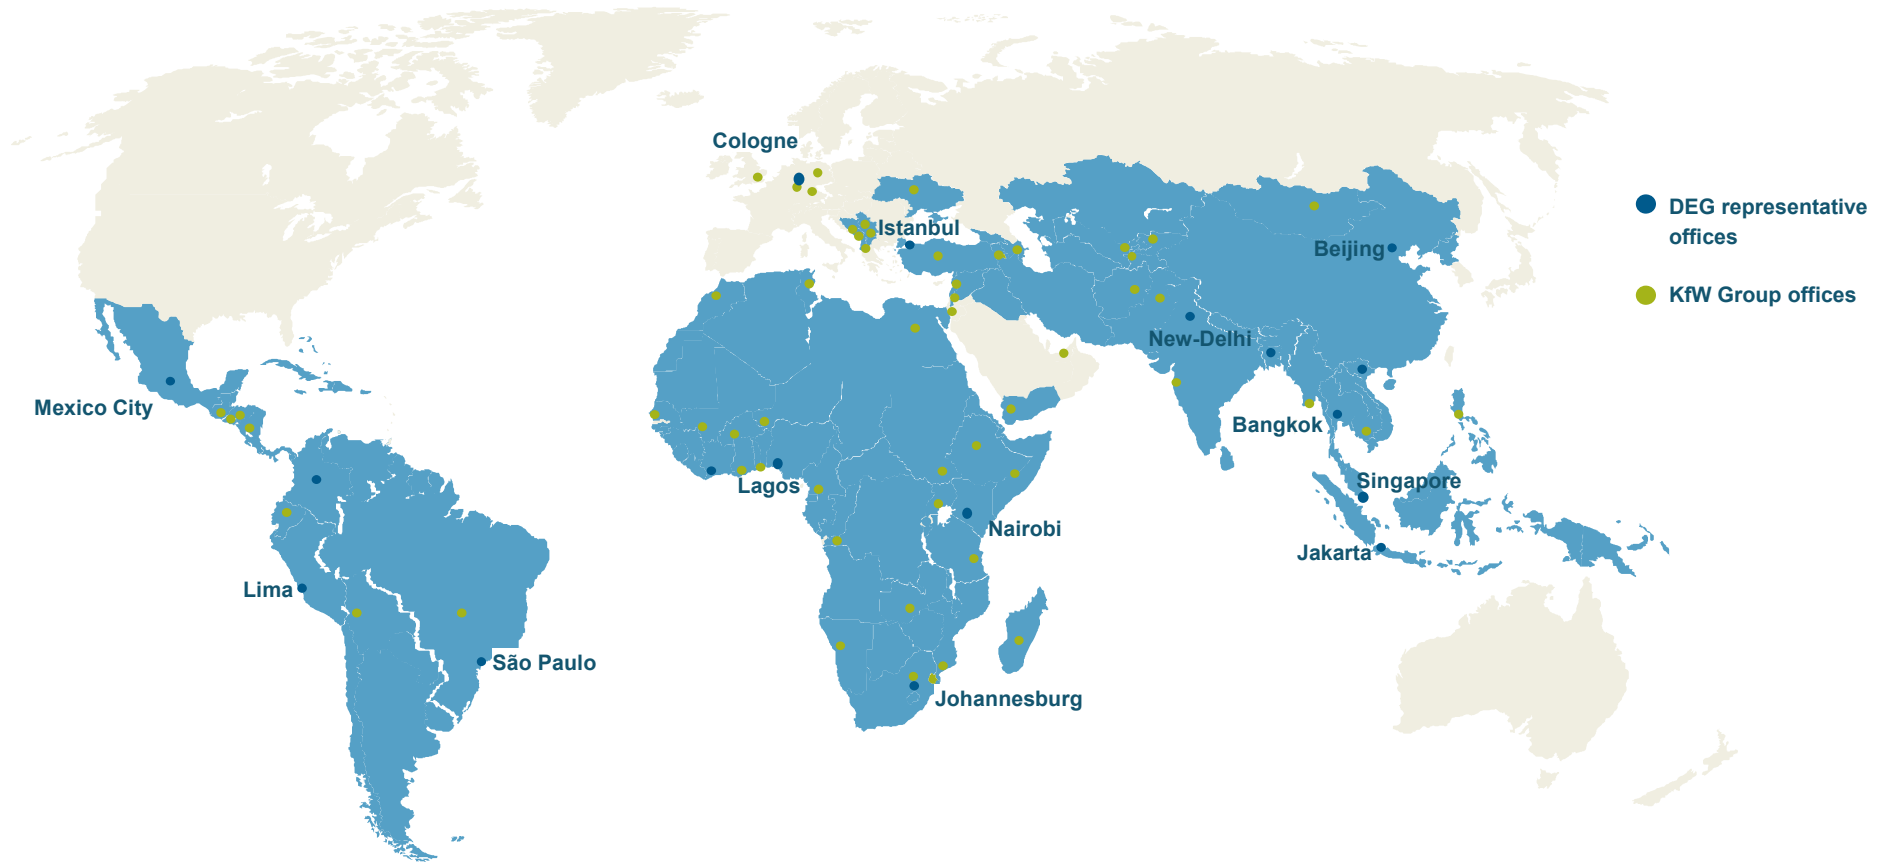 Cologne
Istanbul
Beijing
New-Delhi
Mexico City
Bangkok
Lagos
Singapore
Nairobi
Jakarta
Lima
São Paulo
Johannesburg
DEG representative
offices
KfW Group offices